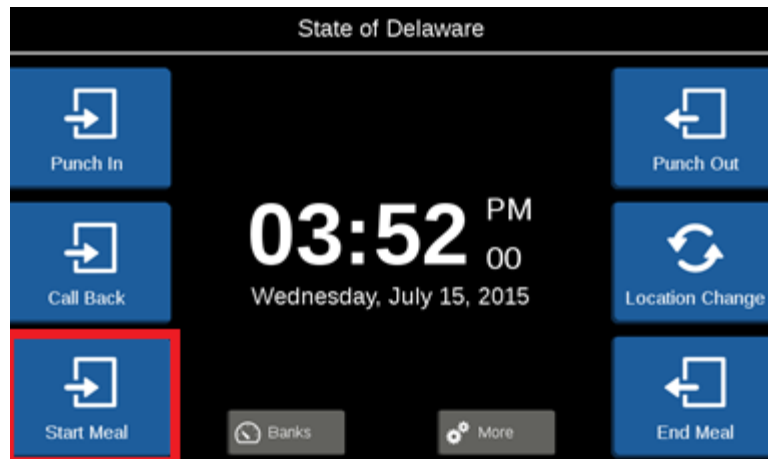 State of Delaware
Punch In
Punch Out
03:52 PM
00
Call Back
Wednesday, July 15, 2015
Location Change
Start Meal
Banks
More
End Meal